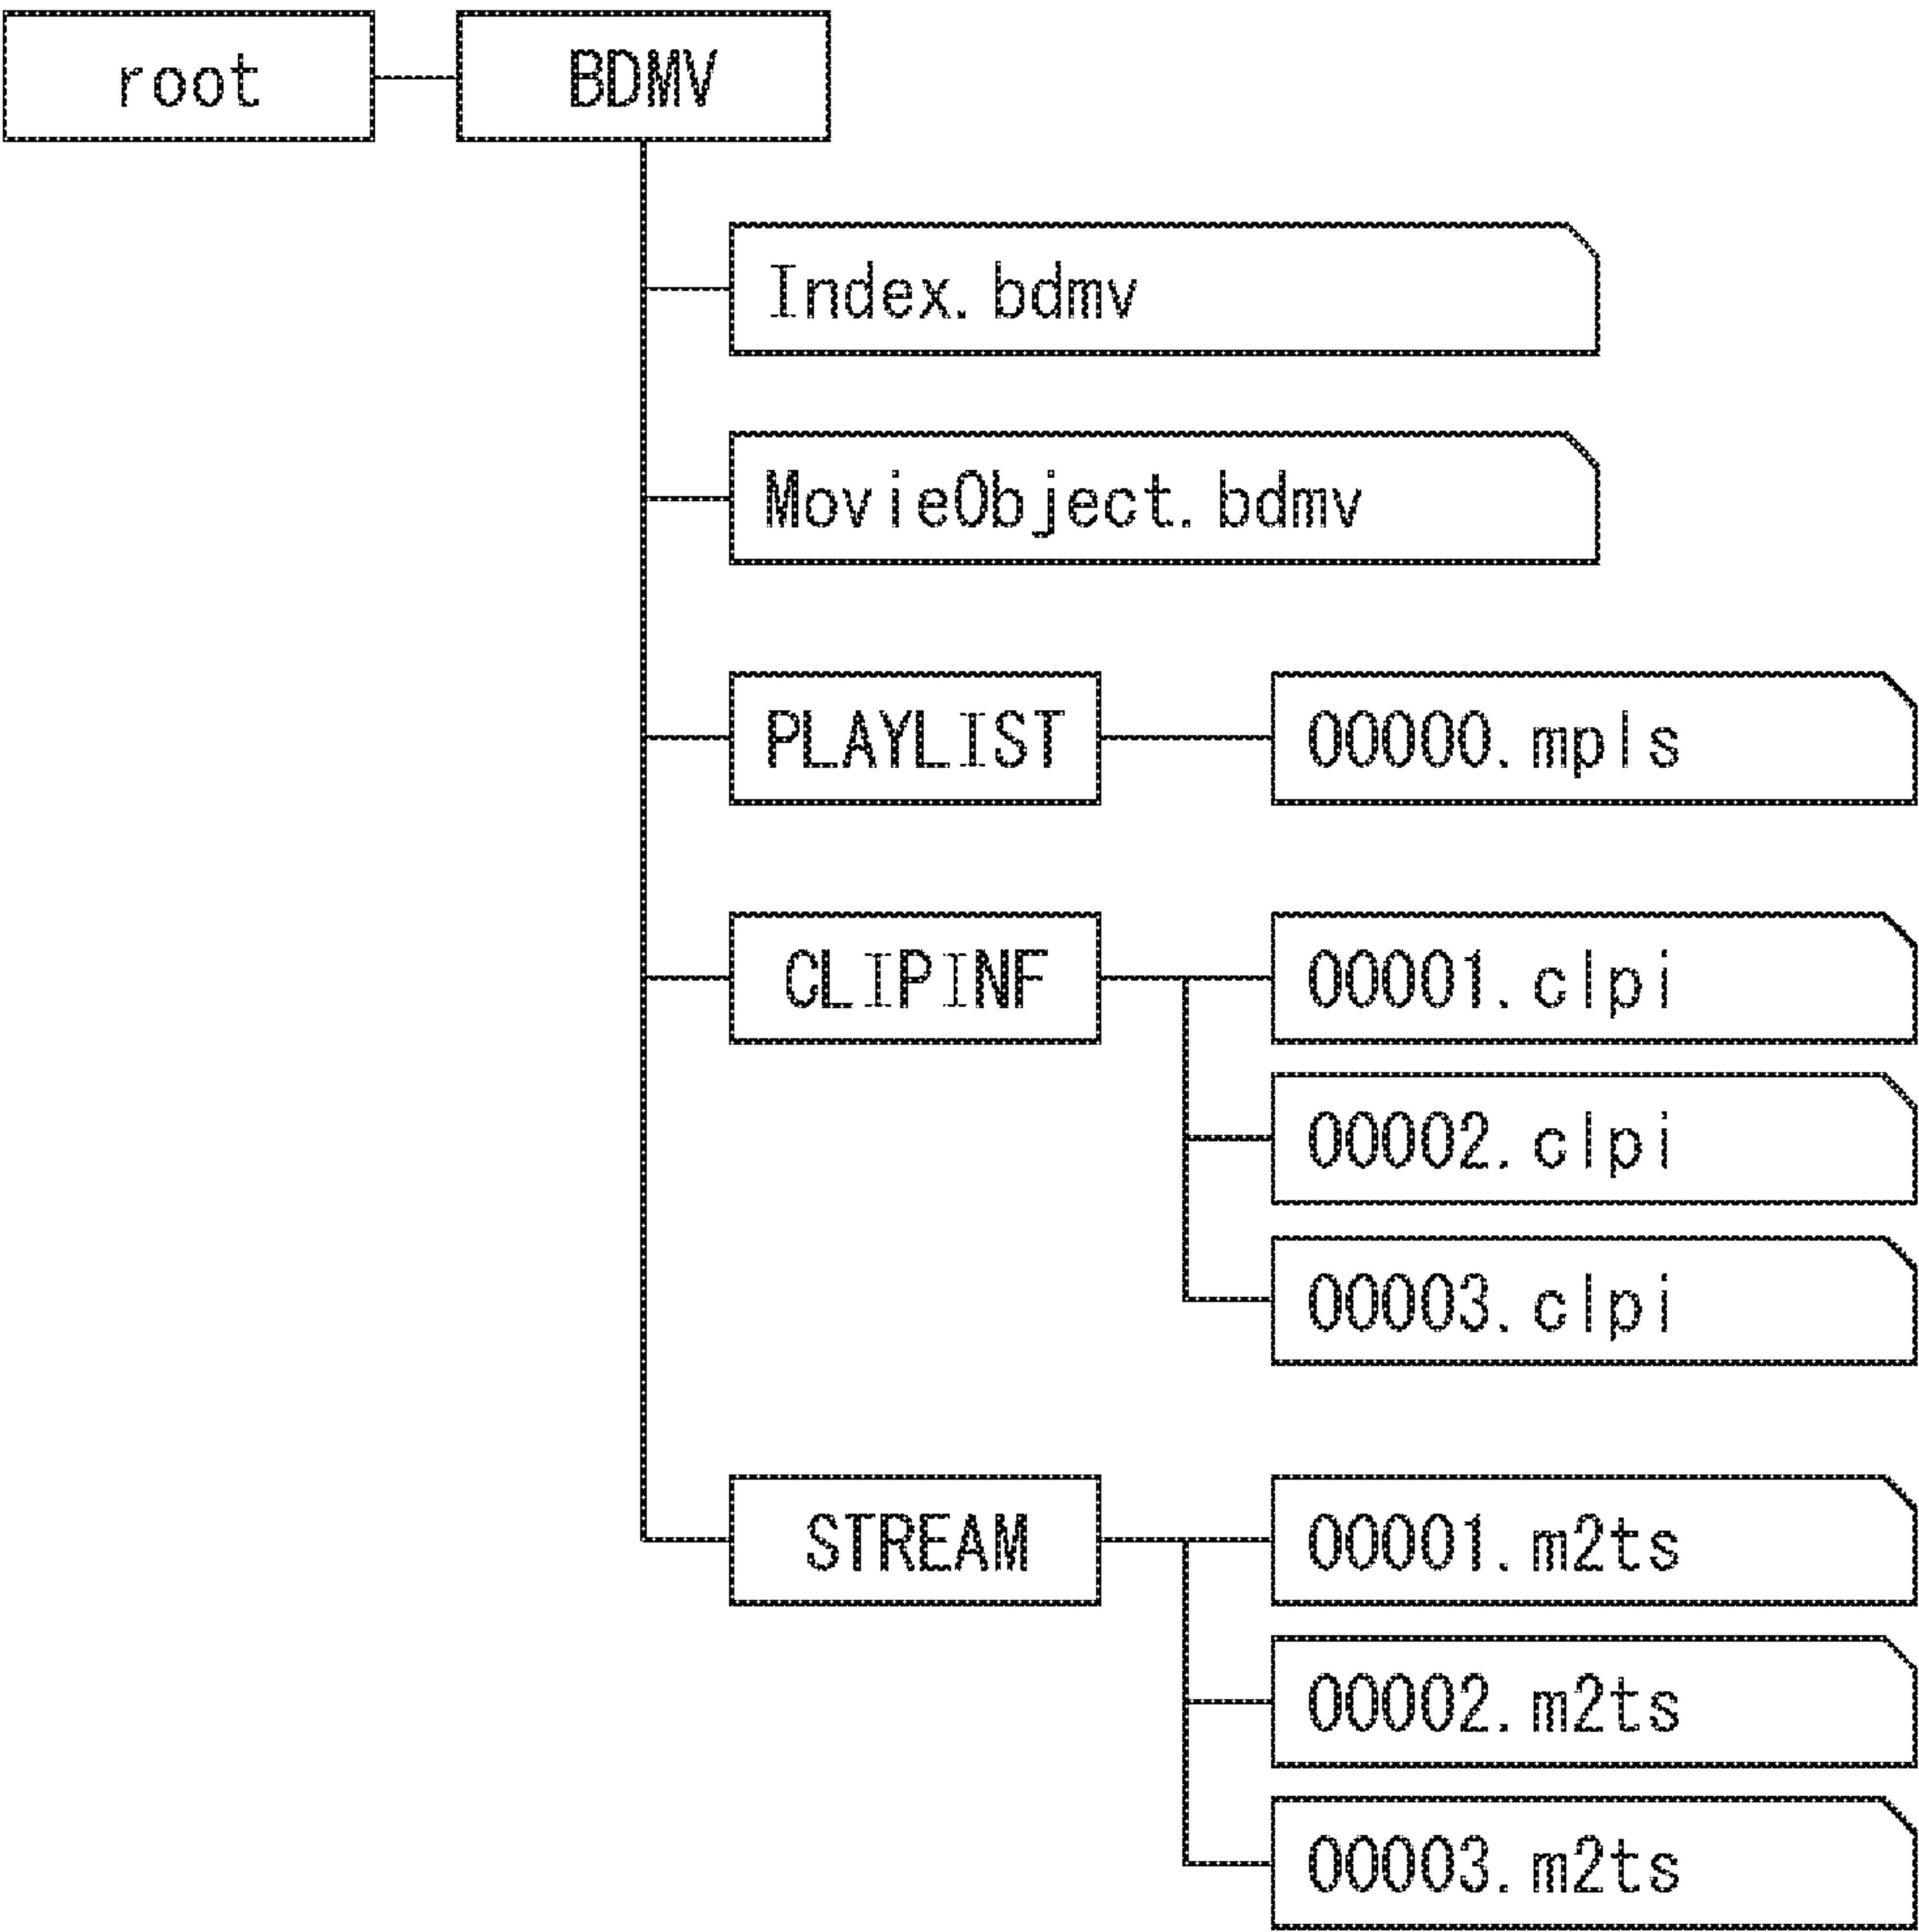 root BDMV
Index.bdmv
MovieObject.bdmv
PLAYLIST 00000.mpls
CLIPINF 00001.clpi
00002.clpi
00003.clpi
STREAM 00001.m2ts
00002.m2ts
00003.m2ts